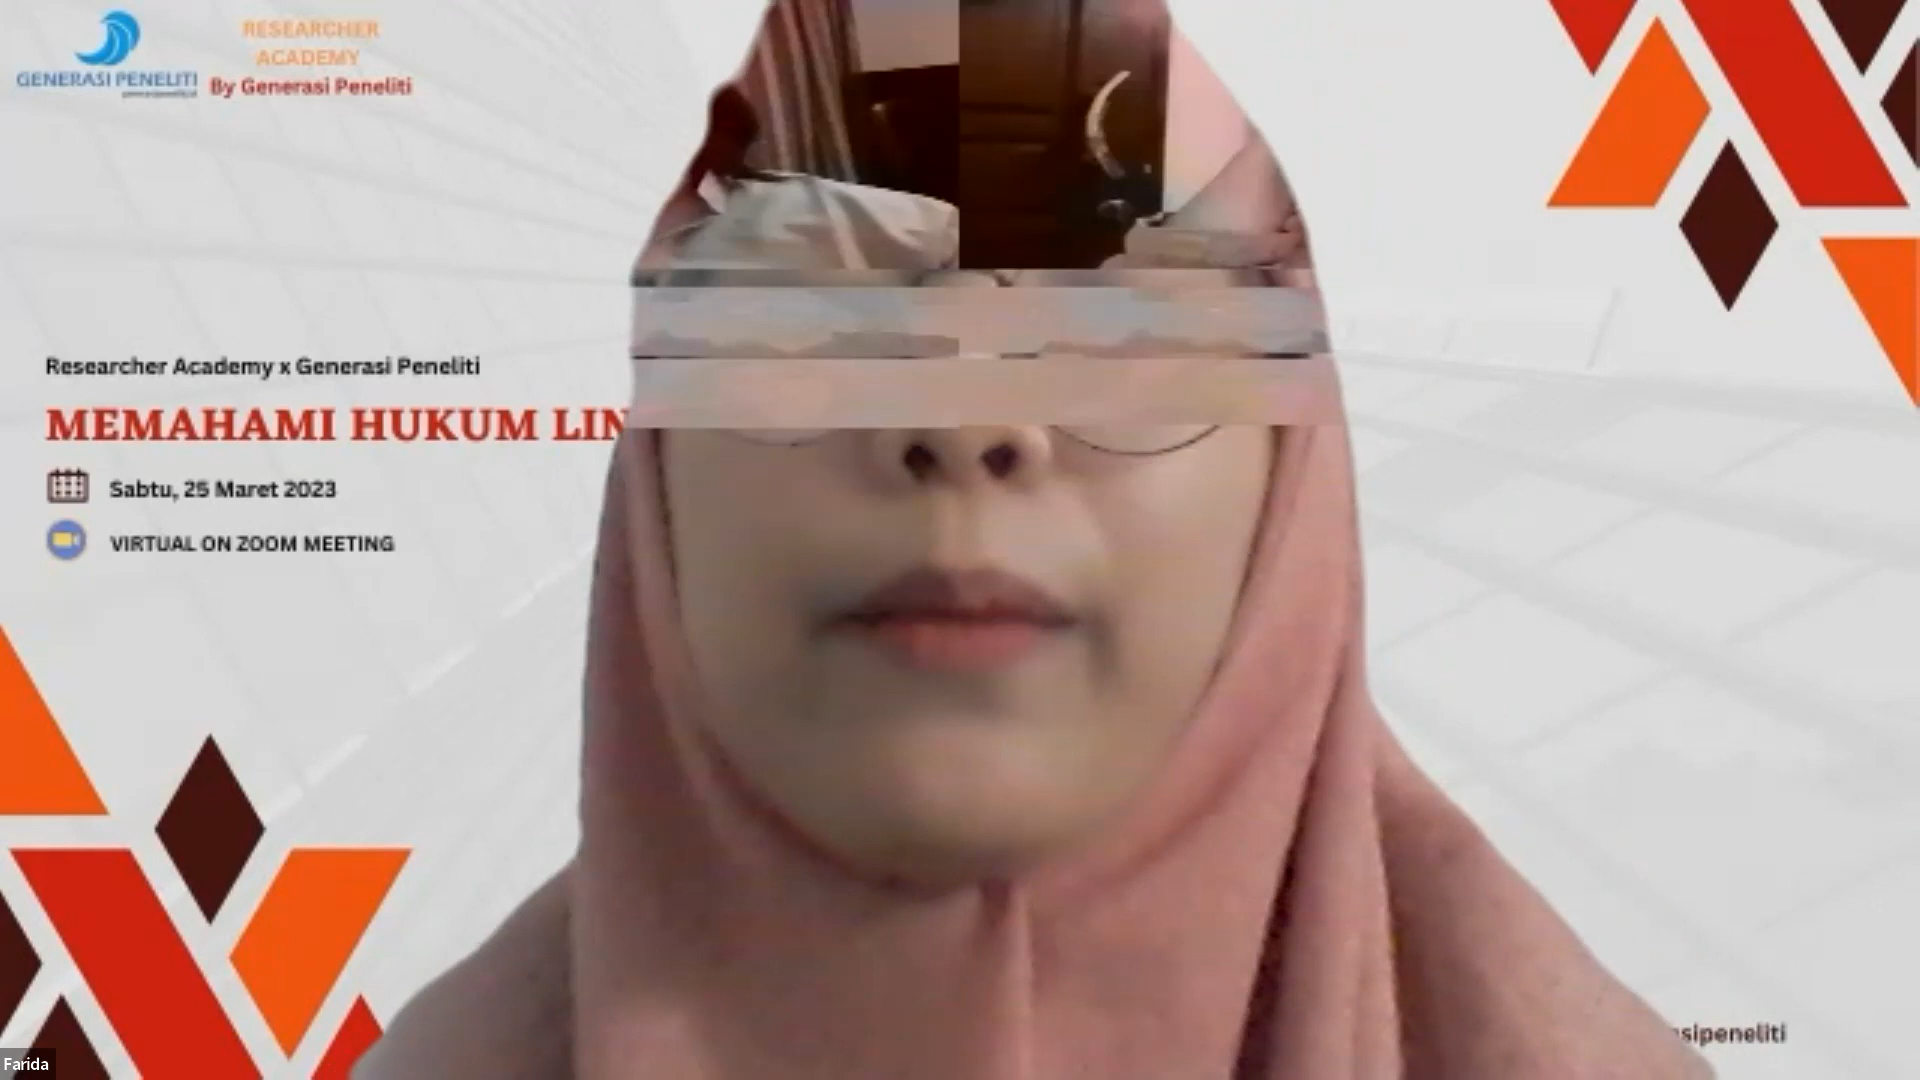 GENERASI PENELITI
RESEARCHER
ACADEMY
By Generasi Peneliti
Researcher Academy x Generasi Peneliti
MEMAHAMI HUKUM LIN
Sabtu, 25 Maret 2023
VIRTUAL ON ZOOM MEETING
sipeneliti
Farida